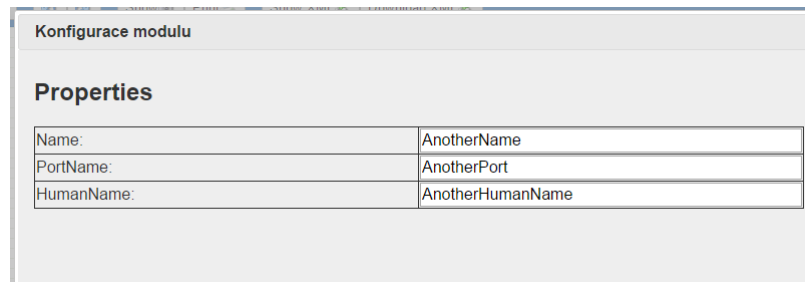 Konfigurace modulu
Properties
Name: AnotherName
PortName: AnotherPort
HumanName: AnotherHumanName